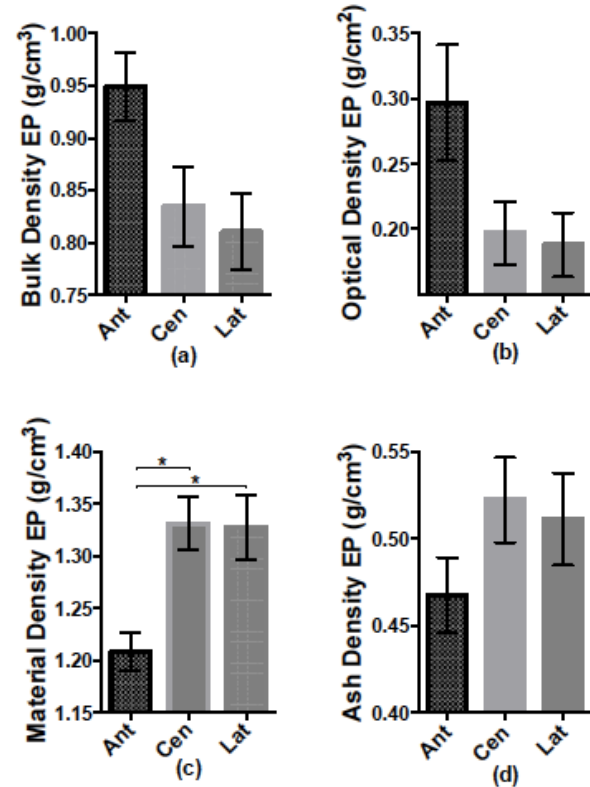 Bulk Density EP (g/cm³)
1.00
0.95
0.90
0.85
0.80
0.75
Ant
Cen
Lat
(a)
Optical Density EP (g/cm²)
0.35
0.30
0.25
0.20
Ant
Cen
Lat
(b)
Material Density EP (g/cm³)
1.40
1.35
1.30
1.25
1.20
1.15
*
*
Ant
Cen
Lat
(c)
Ash Density EP (g/cm³)
0.55
0.50
0.45
0.40
Ant
Cen
Lat
(d)